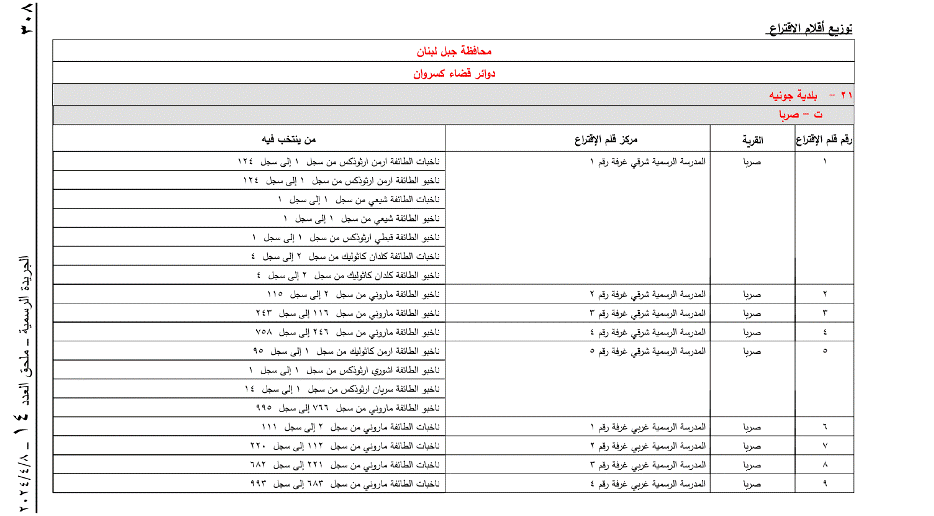 توزيع أقلام الاقتراع
محافظة جبل لبنان
دوائر قضاء كسروان
٢١ - بلدية جونيه
ت - صربا
رقم قلم الإقتراع القرية مركز قلم الإقتراع من ينتخب فيه
١ صربا المدرسة الرسمية شرقي غرفة رقم ١ ناخبات الطائفة ارمن ارثوذكس من سجل ١ إلى سجل ١٢٤
ناخبو الطائفة ارمن ارثوذكس من سجل ١ إلى سجل ١٢٤
ناخبات الطائفة شيعي من سجل ١ إلى سجل ١
ناخبو الطائفة شيعي من سجل ١ إلى سجل ١
ناخبو الطائفة قبطي ارثوذكس من سجل ١ إلى سجل ١
ناخبات الطائفة كلدان كاثوليك من سجل ٢ إلى سجل ٤
ناخبو الطائفة كلدان كاثوليك من سجل ٢ إلى سجل ٤
٢ صربا المدرسة الرسمية شرقي غرفة رقم ٢ ناخبو الطائفة ماروني من سجل ٢ إلى سجل ١١٥
٣ صربا المدرسة الرسمية شرقي غرفة رقم ٣ ناخبو الطائفة ماروني من سجل ١١٦ إلى سجل ٢٤٣
٤ صربا المدرسة الرسمية شرقي غرفة رقم ٤ ناخبو الطائفة ماروني من سجل ٢٤٦ إلى سجل ٧٥٨
٥ صربا المدرسة الرسمية شرقي غرفة رقم ٥ ناخبو الطائفة ارمن كاثوليك من سجل ١ إلى سجل ٩٥
ناخبو الطائفة اشوري ارثوذكس من سجل ١ إلى سجل ١
ناخبو الطائفة سريان ارثوذكس من سجل ١ إلى سجل ١٤
ناخبو الطائفة ماروني من سجل ٧٦٦ إلى سجل ٩٩٥
٦ صربا المدرسة الرسمية غربي غرفة رقم ١ ناخبات الطائفة ماروني من سجل ٢ إلى سجل ١١١
٧ صربا المدرسة الرسمية غربي غرفة رقم ٢ ناخبات الطائفة ماروني من سجل ١١٢ إلى سجل ٢٢٠
٨ صربا المدرسة الرسمية غربي غرفة رقم ٣ ناخبات الطائفة ماروني من سجل ٢٢١ إلى سجل ٦٨٢
٩ صربا المدرسة الرسمية غربي غرفة رقم ٤ ناخبات الطائفة ماروني من سجل ٦٨٣ إلى سجل ٩٩٣
٣٠٨
الجريدة الرسمية – ملحق العدد ١٤ – ٢٠٢٤/٤/٨